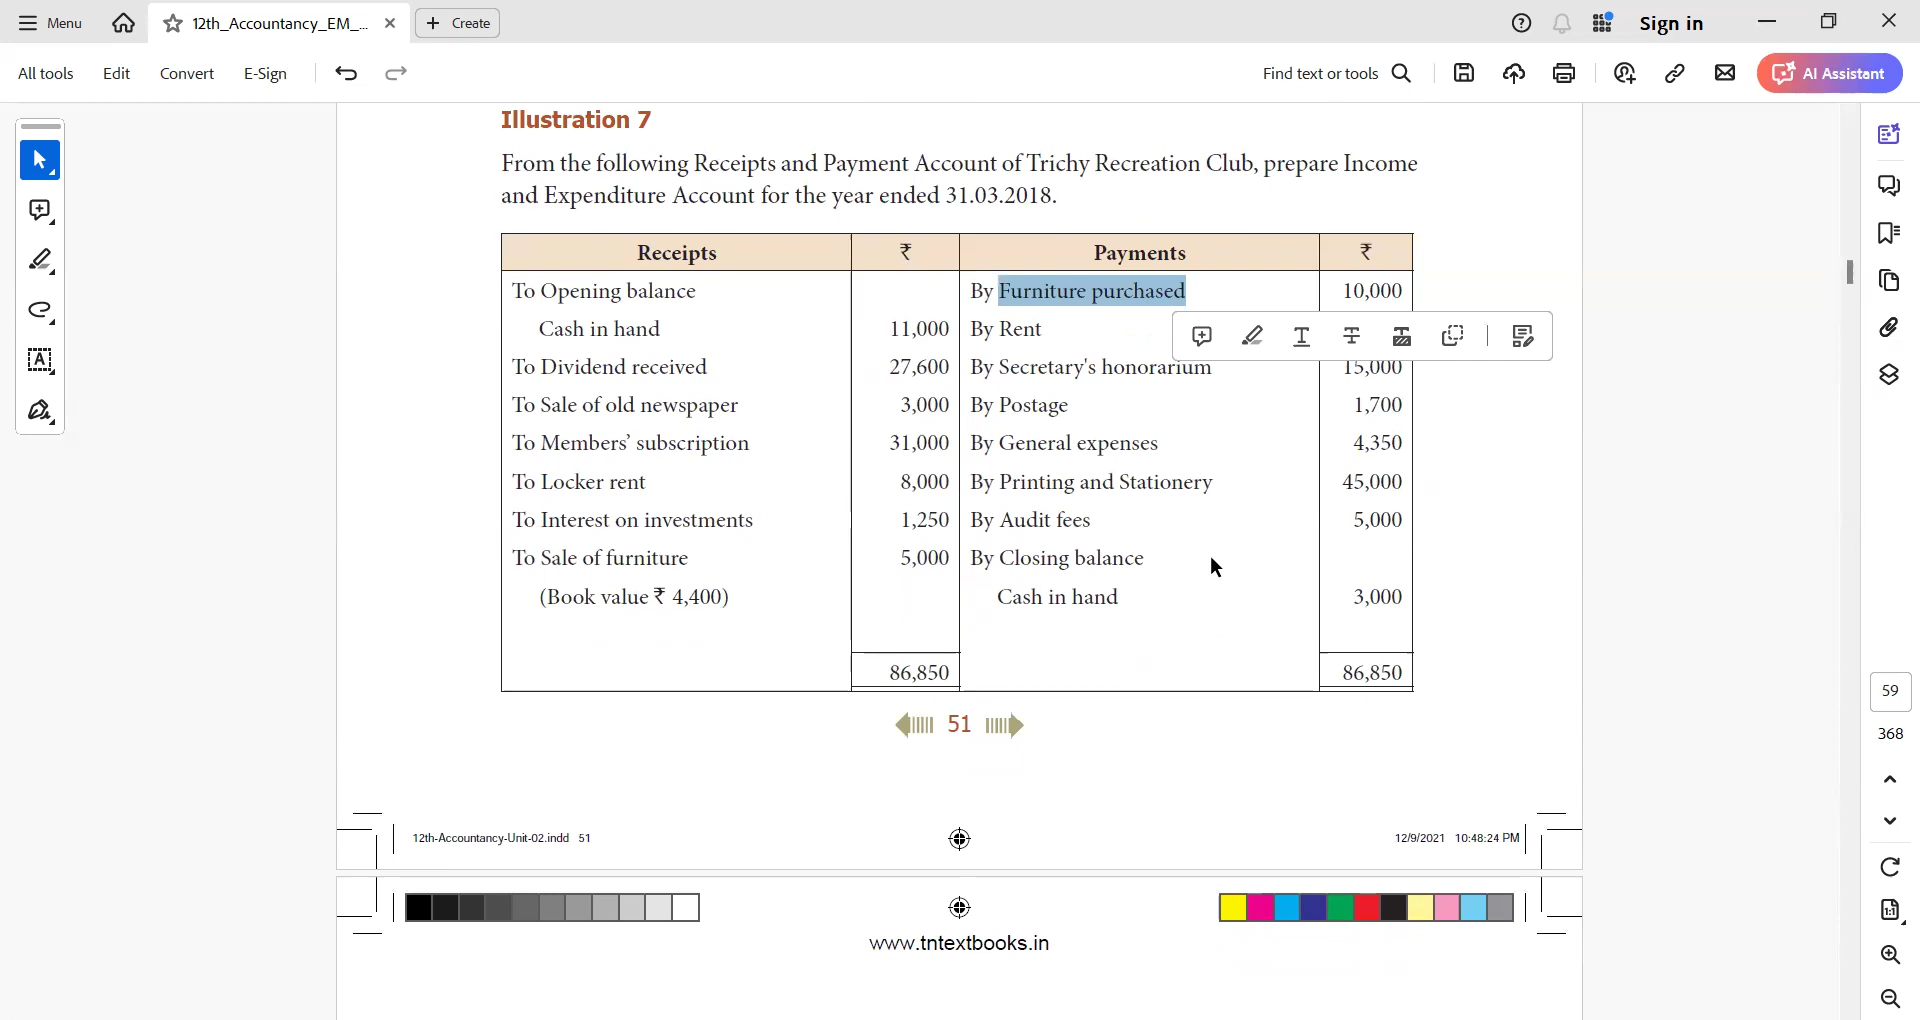 Menu 12th_Accountancy_EM_... Create Sign in
All tools Edit Convert E-Sign Find text or tools AI Assistant
Illustration 7
From the following Receipts and Payment Account of Trichy Recreation Club, prepare Income
and Expenditure Account for the year ended 31.03.2018.
Receipts ₹ Payments ₹
To Opening balance By Furniture purchased 10,000
Cash in hand 11,000 By Rent
To Dividend received 27,600 By Secretary's honorarium 15,000
To Sale of old newspaper 3,000 By Postage 1,700
To Members’ subscription 31,000 By General expenses 4,350
To Locker rent 8,000 By Printing and Stationery 45,000
To Interest on investments 1,250 By Audit fees 5,000
To Sale of furniture 5,000 By Closing balance
(Book value ₹ 4,400) Cash in hand 3,000
86,850 86,850
51
59
368
12th-Accountancy-Unit-02.indd 51 12/9/2021 10:48:24 PM
www.tntextbooks.in